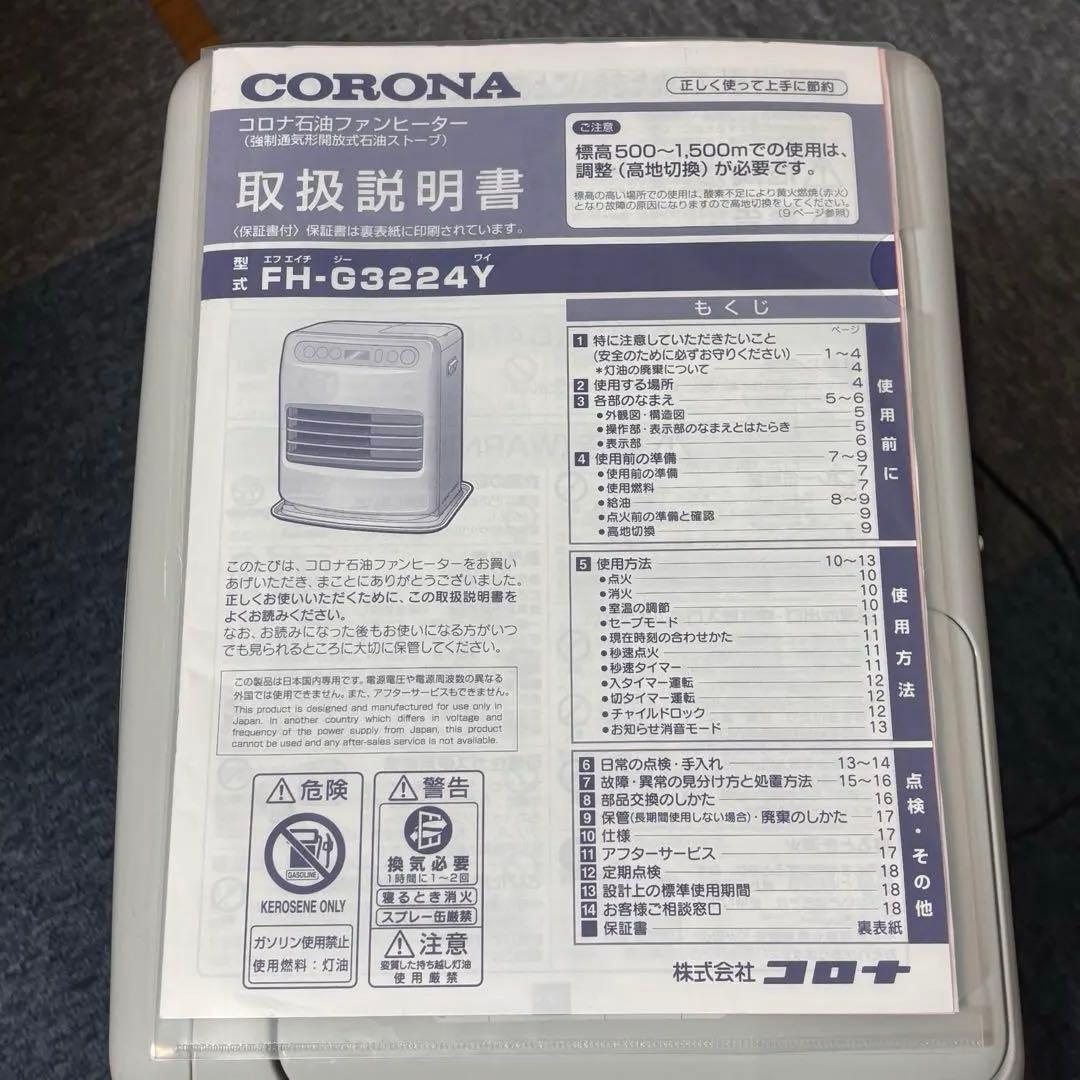 CORONA
正しく使って上手に節約
コロナ石油ファンヒーター
(強制通気形開放式石油ストーブ)
取扱説明書
〈保証書付〉保証書は裏表紙に印刷されています。
ご注意
標高500〜1,500mでの使用は、
調整(高地切換)が必要です。
標高の高い場所での使用は、酸素不足により黄火燃焼(赤火)
となり故障の原因になりますので高地切換をしてください。
(9ページ参照)
型式
エフ エイチ ジー ワイ
FH-G3224Y
もくじ
ページ
1 特に注意していただきたいこと
(安全のために必ずお守りください) 1〜4
*灯油の廃棄について 4
2 使用する場所 4
3 各部のなまえ 5〜6
●外観図・構造図 5
●操作部・表示部のなまえとはたらき 5
●表示部 6
4 使用前の準備 7〜9
●使用前の準備 7
●使用燃料 7
●給油 8〜9
●点火前の準備と確認 9
●高地切換 9
使用前に
5 使用方法 10〜13
●点火 10
●消火 10
●室温の調節 10
●セーブモード 11
●現在時刻の合わせかた 11
●秒速点火 11
●秒速タイマー 11
●入タイマー運転 12
●切タイマー運転 12
●チャイルドロック 12
●お知らせ消音モード 13
使用方法
6 日常の点検・手入れ 13〜14
7 故障・異常の見分け方と処置方法 15〜16
8 部品交換のしかた 16
9 保管(長期間使用しない場合)・廃棄のしかた 17
10 仕様 17
11 アフターサービス 17
12 定期点検 18
13 設計上の標準使用期間 18
14 お客様ご相談窓口 18
■ 保証書 裏表紙
点検・その他
このたびは、コロナ石油ファンヒーターをお買い
あげいただき、まことにありがとうございました。
正しくお使いいただくために、この取扱説明書を
よくお読みください。
なお、お読みになった後もお使いになる方がいつ
でも見られるところに大切に保管してください。
この製品は日本国内専用です。電源電圧や電源周波数の異なる
外国では使用できません。また、アフターサービスもできません。
This product is designed and manufactured for use only in
Japan. In another country which differs in voltage and
frequency of the power supply from Japan, this product
cannot be used and any after-sales service is not available.
危険
GASOLINE
KEROSENE ONLY
ガソリン使用禁止
使用燃料:灯油
警告
換気必要
1時間に1〜2回
寝るとき消火
スプレー缶厳禁
注意
変質した持ち越し灯油
使用厳禁
株式会社 コロナ